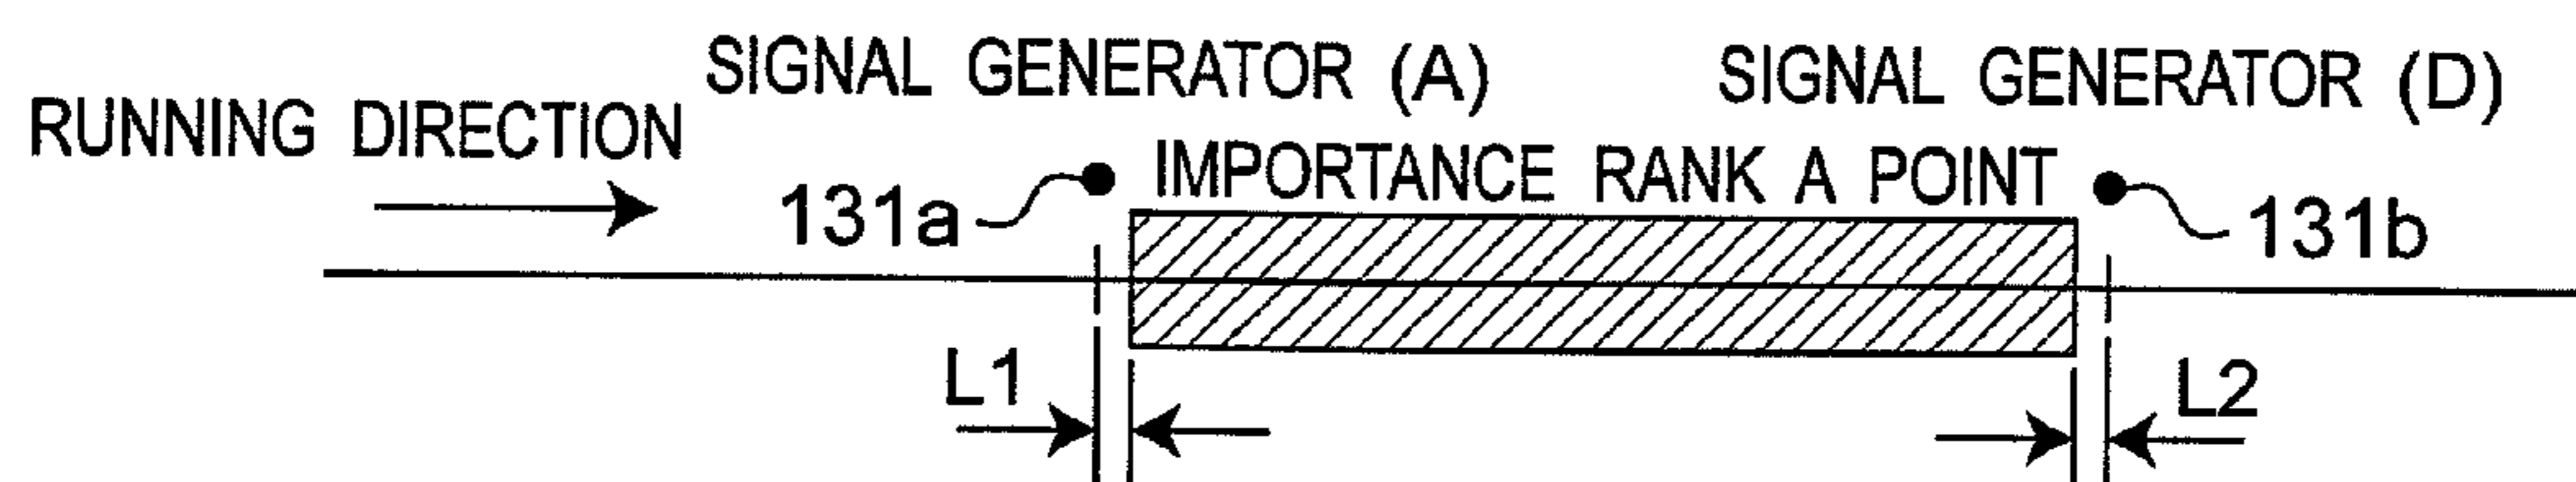 SIGNAL GENERATOR (A)
SIGNAL GENERATOR (D)
RUNNING DIRECTION
IMPORTANCE RANK A POINT
131a
131b
L1
L2